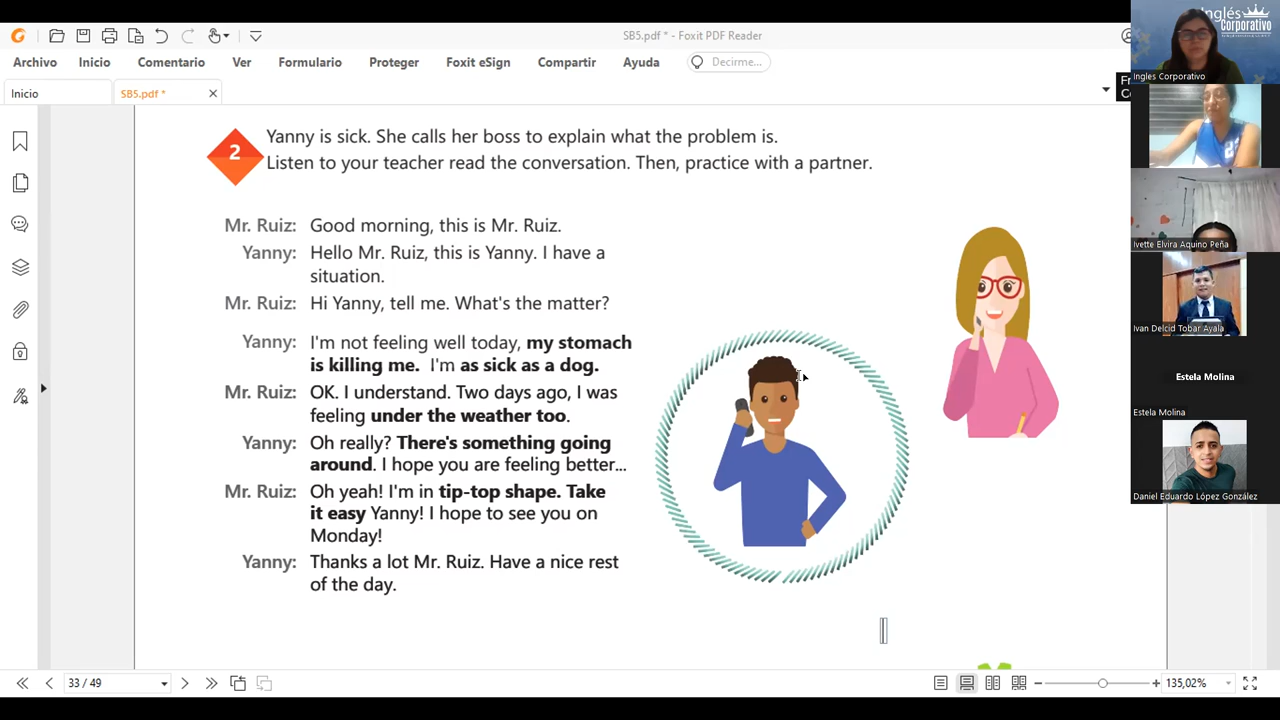 SB5.pdf * - Foxit PDF Reader
Archivo Inicio Comentario Ver Formulario Proteger Foxit eSign Compartir Ayuda Decirme...
Inicio SB5.pdf *
2
Yanny is sick. She calls her boss to explain what the problem is.
Listen to your teacher read the conversation. Then, practice with a partner.
Mr. Ruiz: Good morning, this is Mr. Ruiz.
Yanny: Hello Mr. Ruiz, this is Yanny. I have a
situation.
Mr. Ruiz: Hi Yanny, tell me. What's the matter?
Yanny: I'm not feeling well today, my stomach
is killing me. I'm as sick as a dog.
Mr. Ruiz: OK. I understand. Two days ago, I was
feeling under the weather too.
Yanny: Oh really? There's something going
around. I hope you are feeling better...
Mr. Ruiz: Oh yeah! I'm in tip-top shape. Take
it easy Yanny! I hope to see you on
Monday!
Yanny: Thanks a lot Mr. Ruiz. Have a nice rest
of the day.
33 / 49
135,02%
Inglés
Corporativo
Ingles Corporativo
Ivette Elvira Aquino Peña
Ivan Delcid Tobar Ayala
Estela Molina
Estela Molina
Daniel Eduardo López González